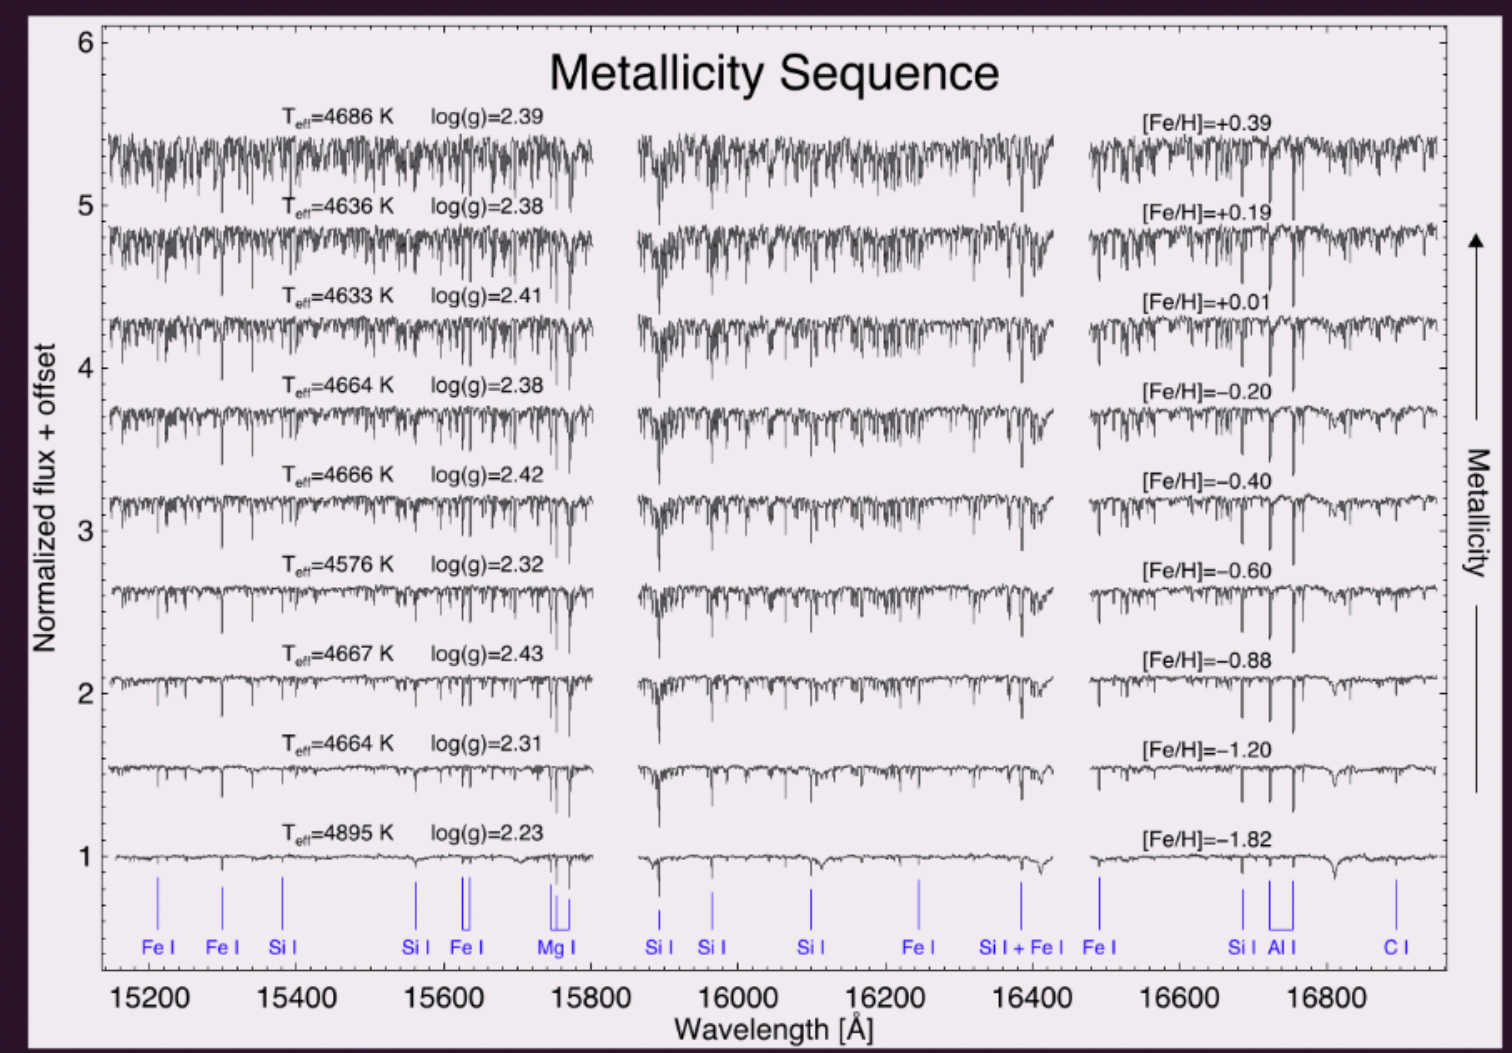 Metallicity Sequence
6
Teff=4686 K log(g)=2.39 [Fe/H]=+0.39
5
Teff=4636 K log(g)=2.38 [Fe/H]=+0.19
Teff=4633 K log(g)=2.41 [Fe/H]=+0.01
4
Teff=4664 K log(g)=2.38 [Fe/H]=−0.20
Teff=4666 K log(g)=2.42 [Fe/H]=−0.40
3
Teff=4576 K log(g)=2.32 [Fe/H]=−0.60
Teff=4667 K log(g)=2.43 [Fe/H]=−0.88
2
Teff=4664 K log(g)=2.31 [Fe/H]=−1.20
Teff=4895 K log(g)=2.23 [Fe/H]=−1.82
1
Normalized flux + offset
Metallicity
Fe I Fe I Si I Si I Fe I Mg I Si I Si I Si I Fe I Si I + Fe I Fe I Si I Al I C I
15200 15400 15600 15800 16000 16200 16400 16600 16800
Wavelength [Å]